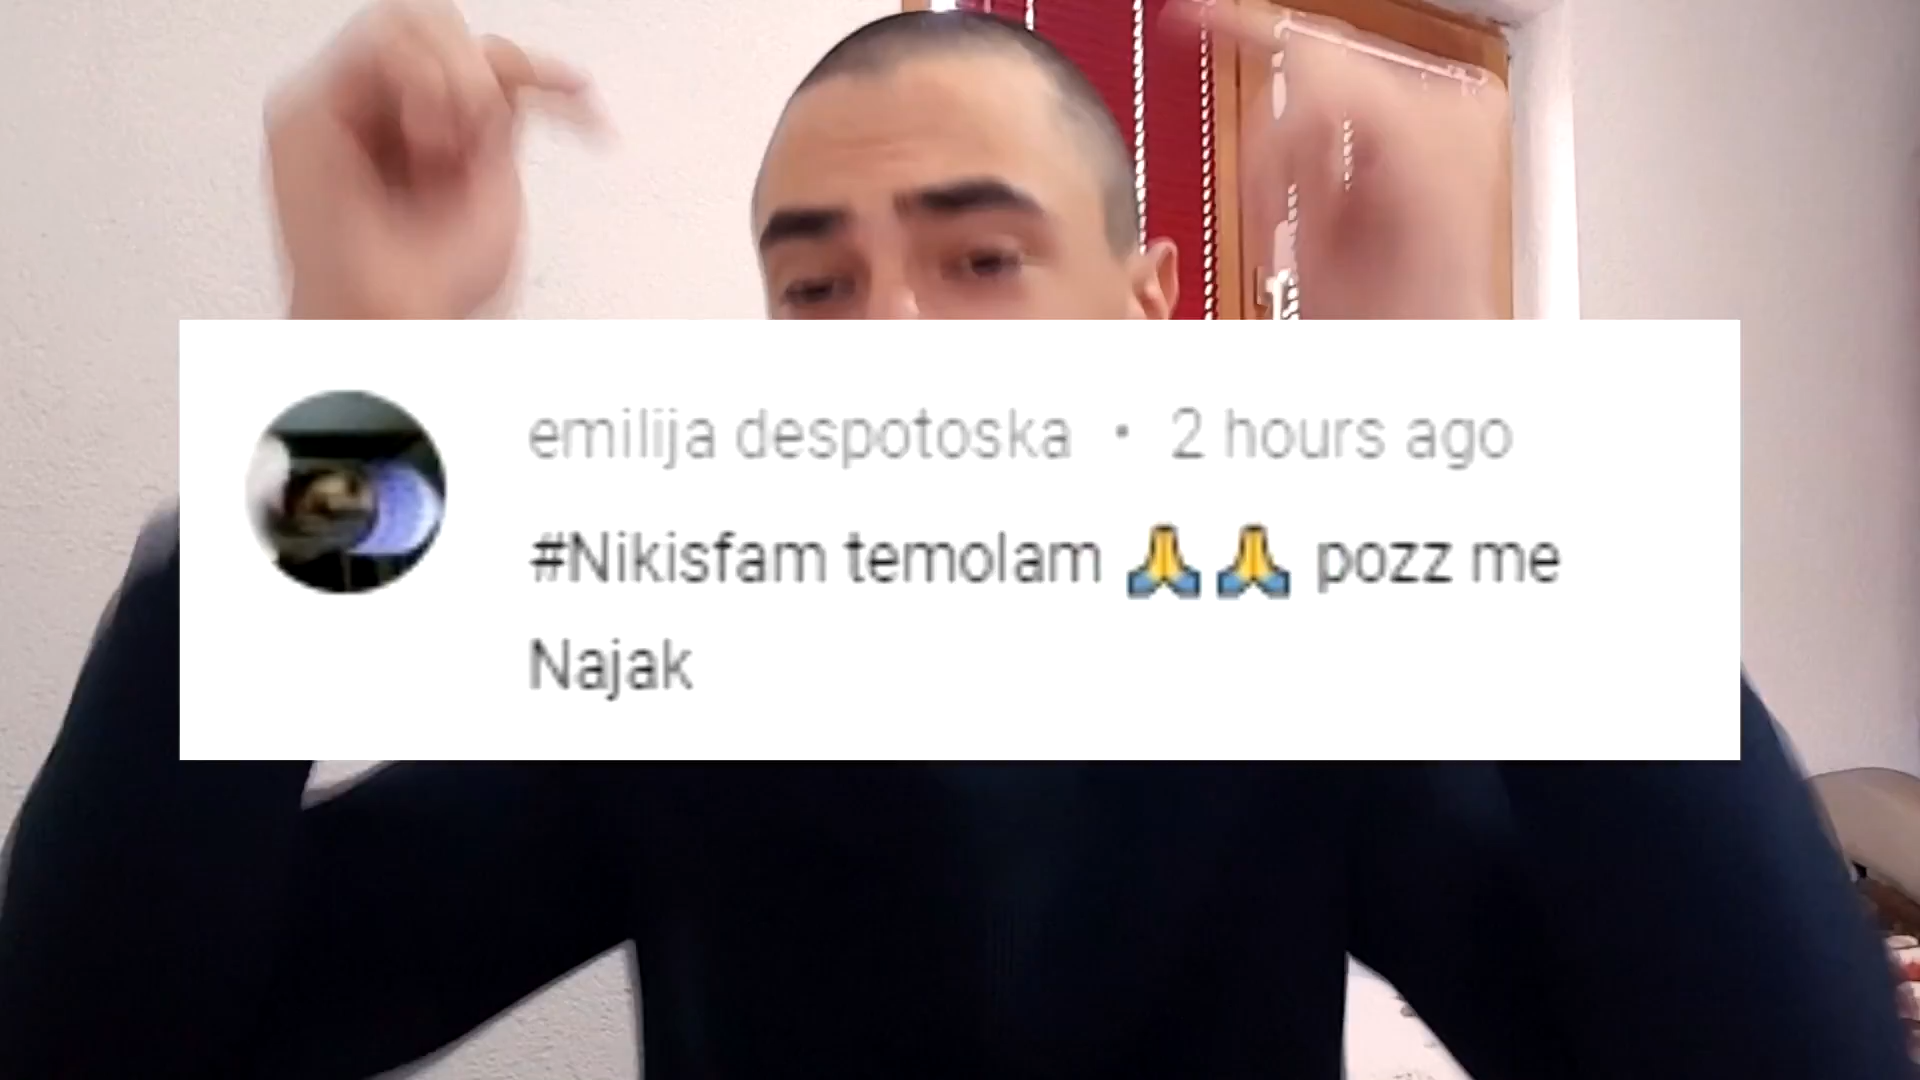 emilija despotoska • 2 hours ago
#Nikisfam temolam 🙏🙏 pozz me
Najak